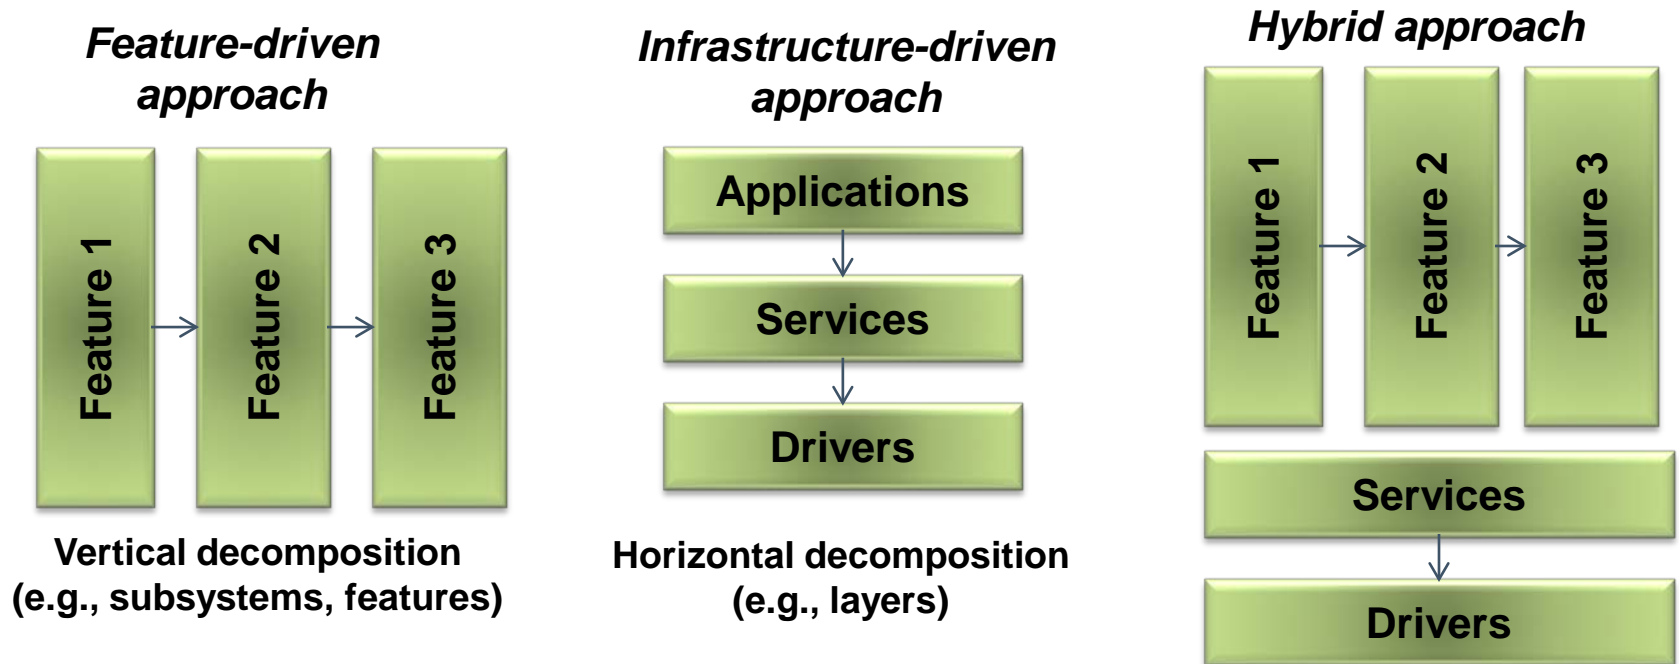 Feature-driven
approach
Feature 1
Feature 2
Feature 3
Vertical decomposition
(e.g., subsystems, features)
Infrastructure-driven
approach
Applications
Services
Drivers
Horizontal decomposition
(e.g., layers)
Hybrid approach
Feature 1
Feature 2
Feature 3
Services
Drivers